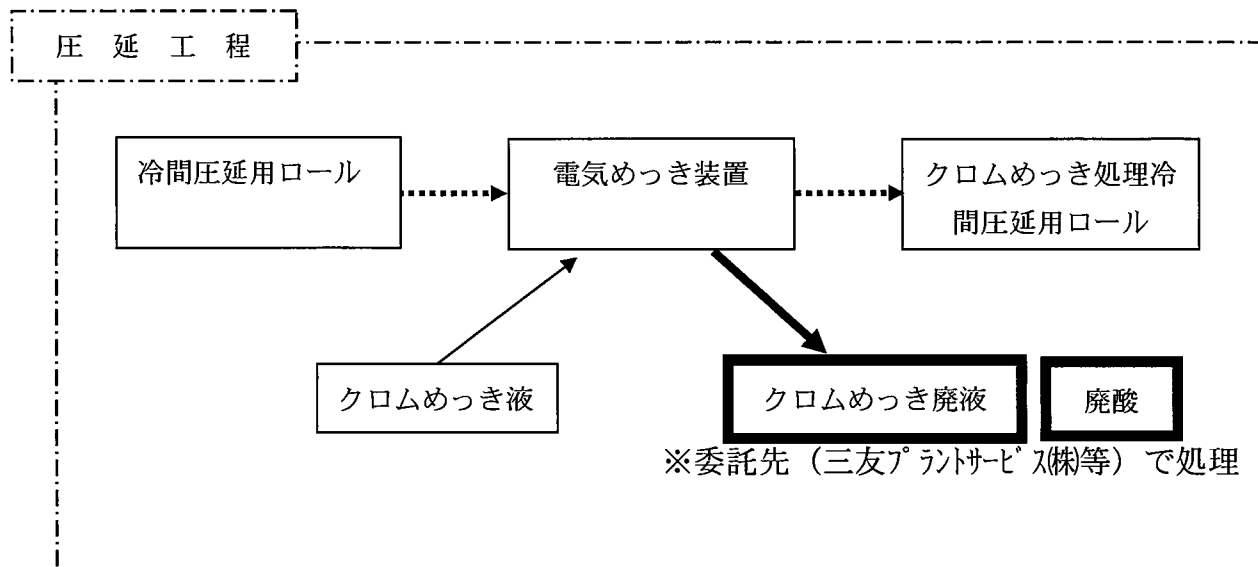 圧 延 工 程
冷間圧延用ロール
電気めっき装置
クロムめっき処理冷
間圧延用ロール
クロムめっき液
クロムめっき廃液
廃酸
※委託先（三友ﾌﾟﾗﾝﾄｻｰﾋﾞｽ㈱等）で処理